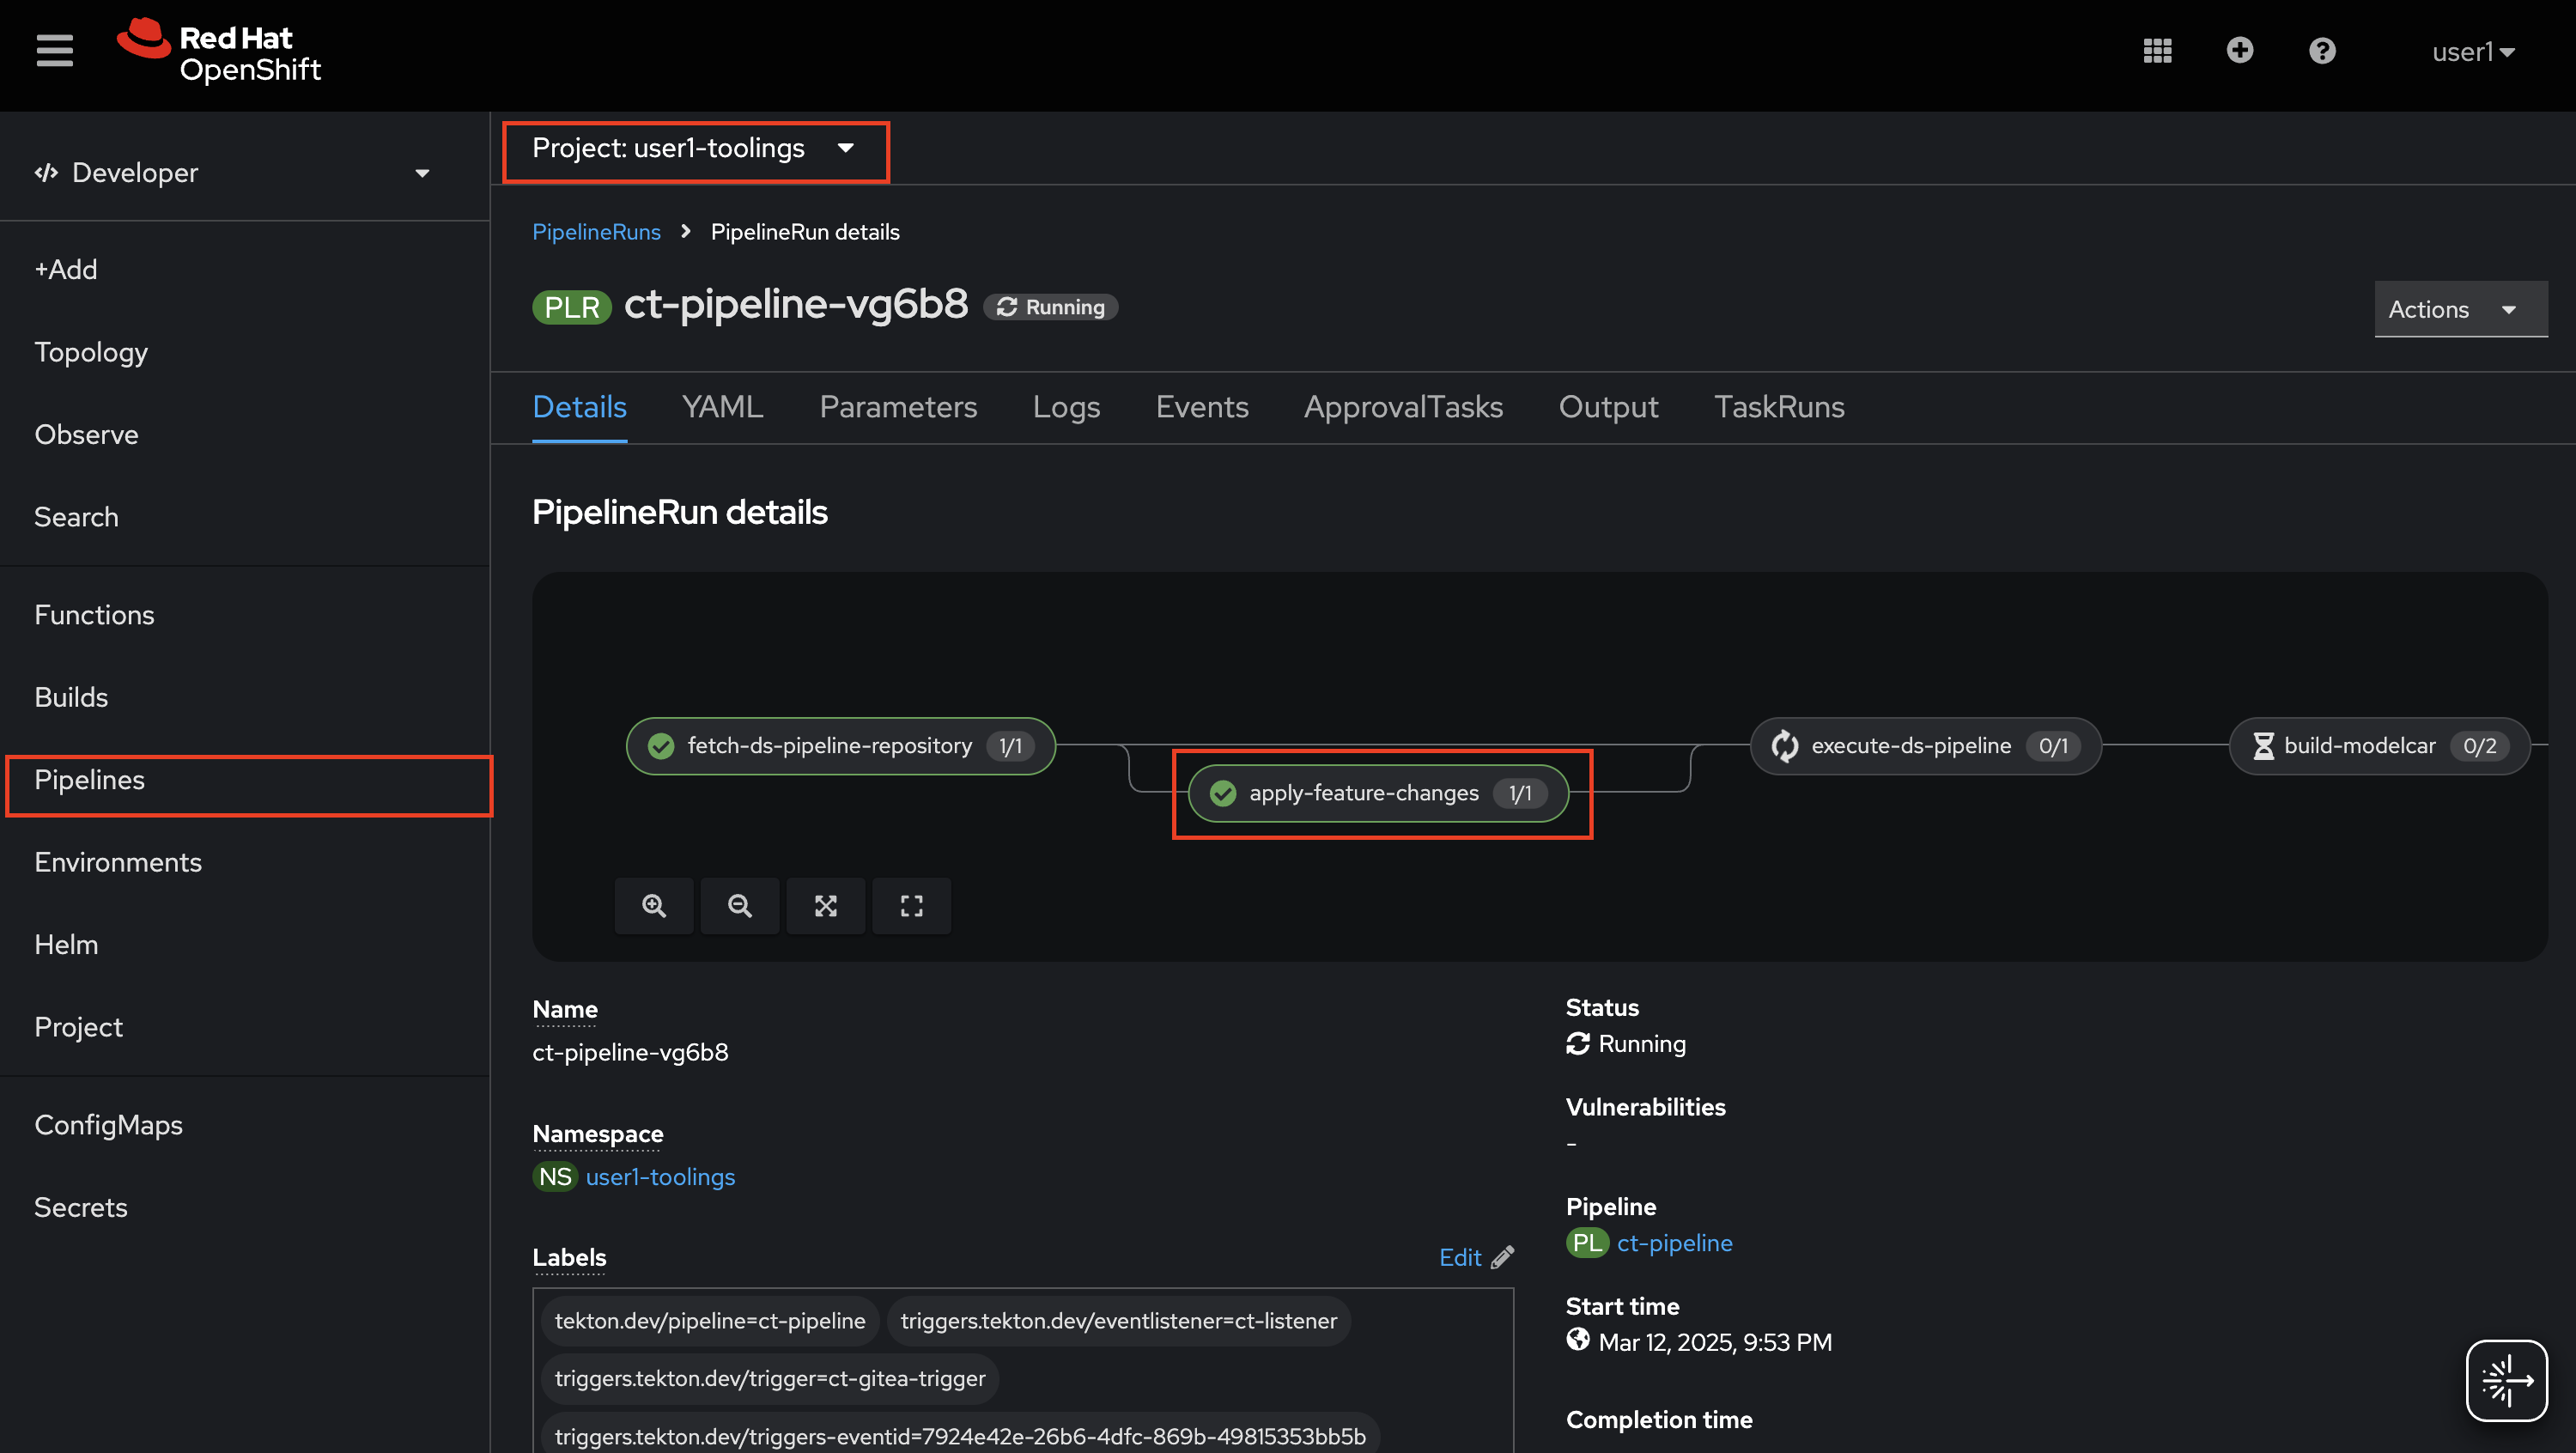 Red Hat
OpenShift
user1
Developer
+Add
Topology
Observe
Search
Functions
Builds
Pipelines
Environments
Helm
Project
ConfigMaps
Secrets
Project: user1-toolings
PipelineRuns > PipelineRun details
PLR ct-pipeline-vg6b8 Running
Actions
Details YAML Parameters Logs Events ApprovalTasks Output TaskRuns
PipelineRun details
fetch-ds-pipeline-repository 1/1
apply-feature-changes 1/1
execute-ds-pipeline 0/1
build-modelcar 0/2
Name
ct-pipeline-vg6b8
Namespace
NS user1-toolings
Labels
Edit
tekton.dev/pipeline=ct-pipeline triggers.tekton.dev/eventlistener=ct-listener
triggers.tekton.dev/trigger=ct-gitea-trigger
triggers.tekton.dev/triggers-eventid=7924e42e-26b6-4dfc-869b-49815353bb5b
Status
Running
Vulnerabilities
-
Pipeline
PL ct-pipeline
Start time
Mar 12, 2025, 9:53 PM
Completion time